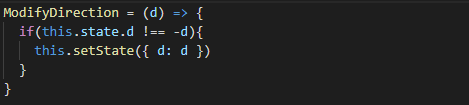 ModifyDirection = (d) => {
if(this.state.d !== -d){
this.setState({ d: d })
}
}